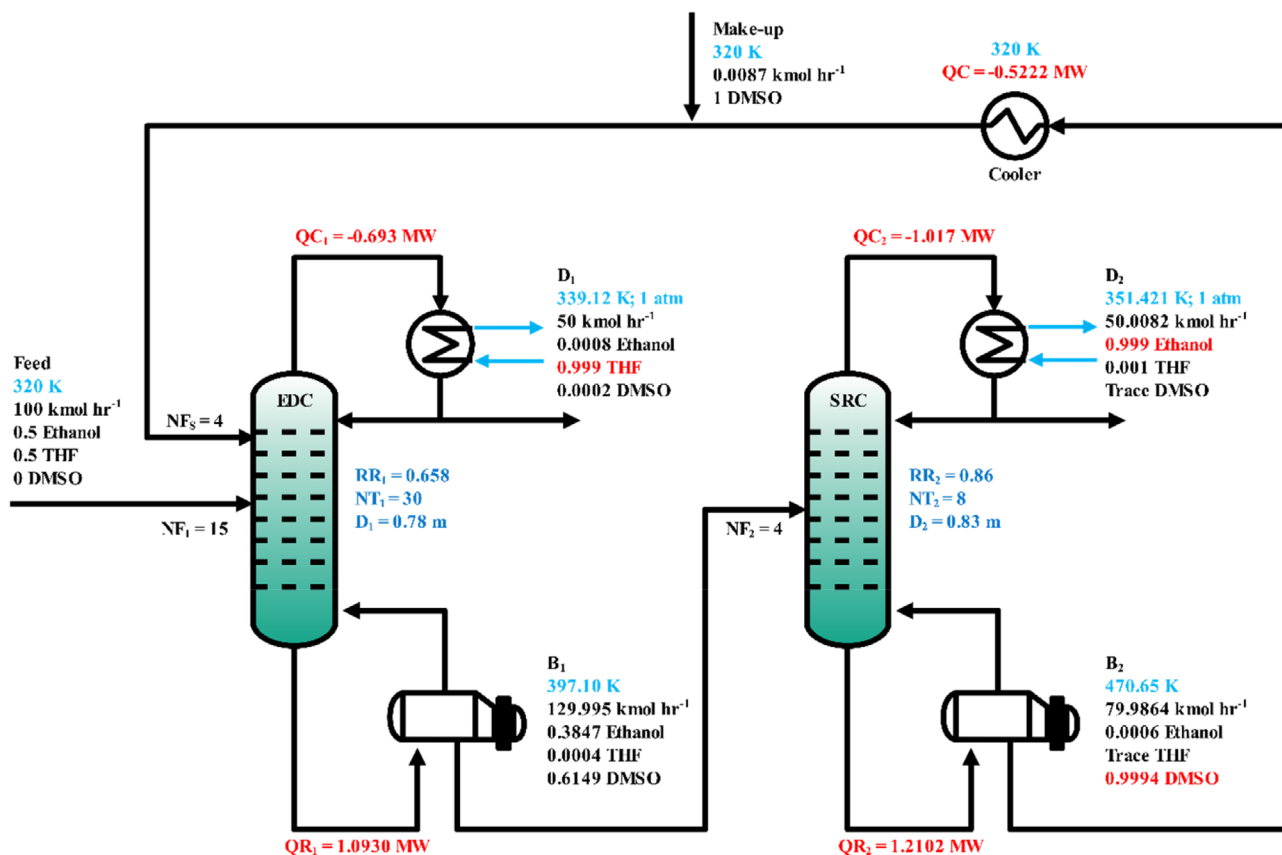 Make-up
320 K
0.0087 kmol hr⁻¹
1 DMSO
320 K
QC = -0.5222 MW
Cooler
QC₁ = -0.693 MW
QC₂ = -1.017 MW
D₁
339.12 K; 1 atm
50 kmol hr⁻¹
0.0008 Ethanol
0.999 THF
0.0002 DMSO
D₂
351.421 K; 1 atm
50.0082 kmol hr⁻¹
0.999 Ethanol
0.001 THF
Trace DMSO
Feed
320 K
100 kmol hr⁻¹
0.5 Ethanol
0.5 THF
0 DMSO
NF_S = 4
NF₁ = 15
EDC
RR₁ = 0.658
NT₁ = 30
D₁ = 0.78 m
SRC
NF₂ = 4
RR₂ = 0.86
NT₂ = 8
D₂ = 0.83 m
B₁
397.10 K
129.995 kmol hr⁻¹
0.3847 Ethanol
0.0004 THF
0.6149 DMSO
B₂
470.65 K
79.9864 kmol hr⁻¹
0.0006 Ethanol
Trace THF
0.9994 DMSO
QR₁ = 1.0930 MW
QR₂ = 1.2102 MW